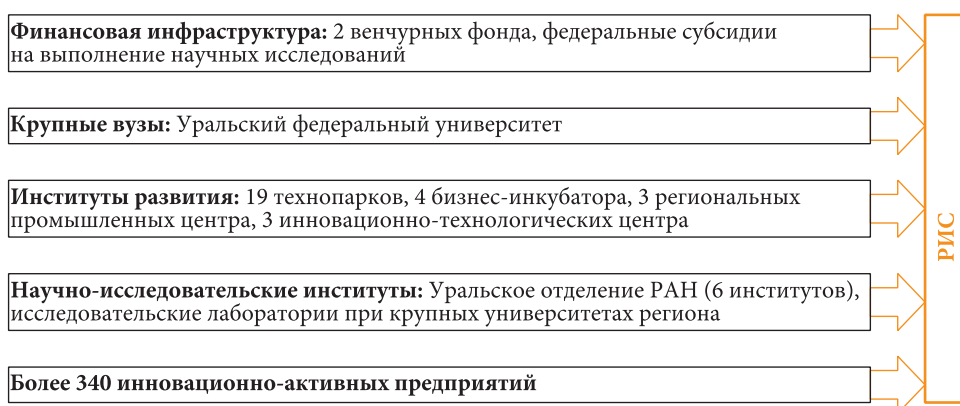 Финансовая инфраструктура: 2 венчурных фонда, федеральные субсидии
на выполнение научных исследований
Крупные вузы: Уральский федеральный университет
Институты развития: 19 технопарков, 4 бизнес-инкубатора, 3 региональных
промышленных центра, 3 инновационно-технологических центра
Научно-исследовательские институты: Уральское отделение РАН (6 институтов),
исследовательские лаборатории при крупных университетах региона
Более 340 инновационно-активных предприятий
РИС